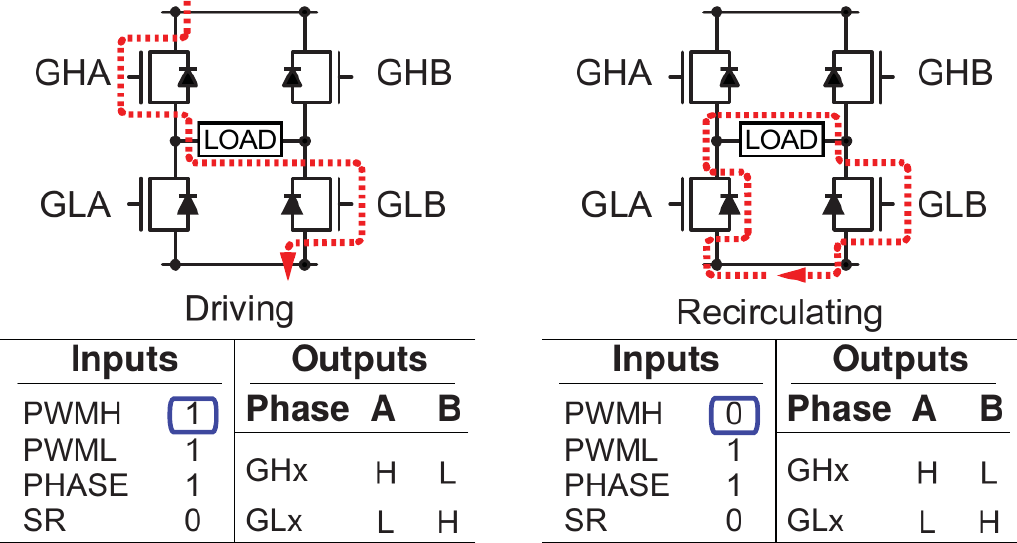 GHA GHB
LOAD
GLA GLB
Driving
Inputs Outputs
PWMH 1 Phase A B
PWML 1
PHASE 1 GHx H L
SR 0 GLx L H
GHA GHB
LOAD
GLA GLB
Recirculating
Inputs Outputs
PWMH 0 Phase A B
PWML 1
PHASE 1 GHx H L
SR 0 GLx L H